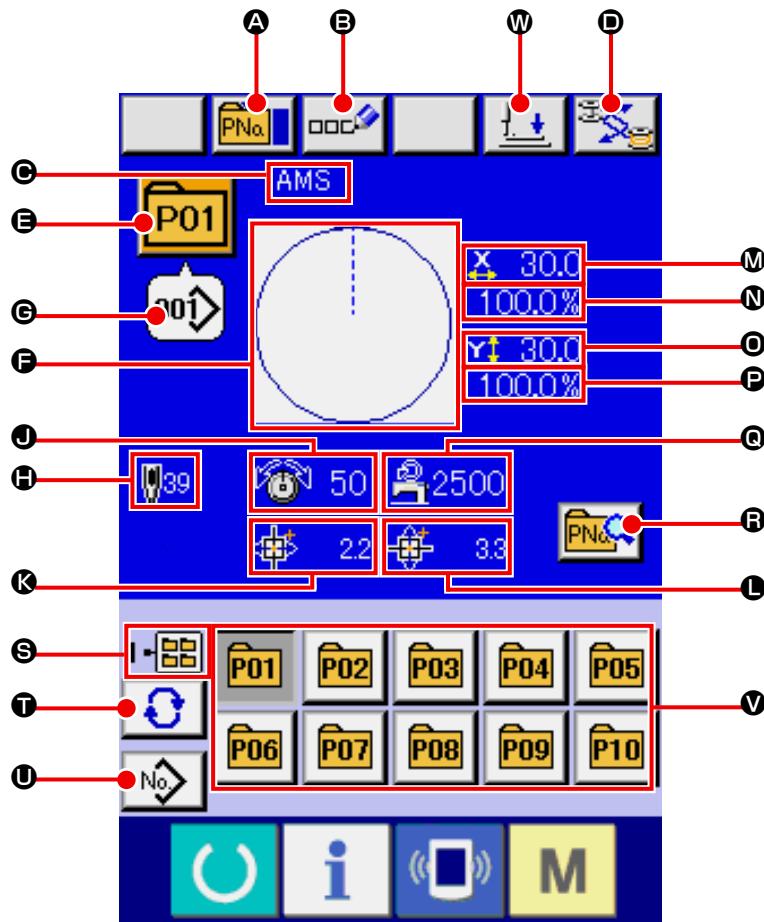 A B W D
PNo.
C AMS
E P01
X 30.0 M
G 001 100.0% N
F Y 30.0 O
100.0% P
J Q
H 39 50 2500
R
PNo.
2.2 3.3
K L
S
P01 P02 P03 P04 P05
T V
P06 P07 P08 P09 P10
U No.
i M